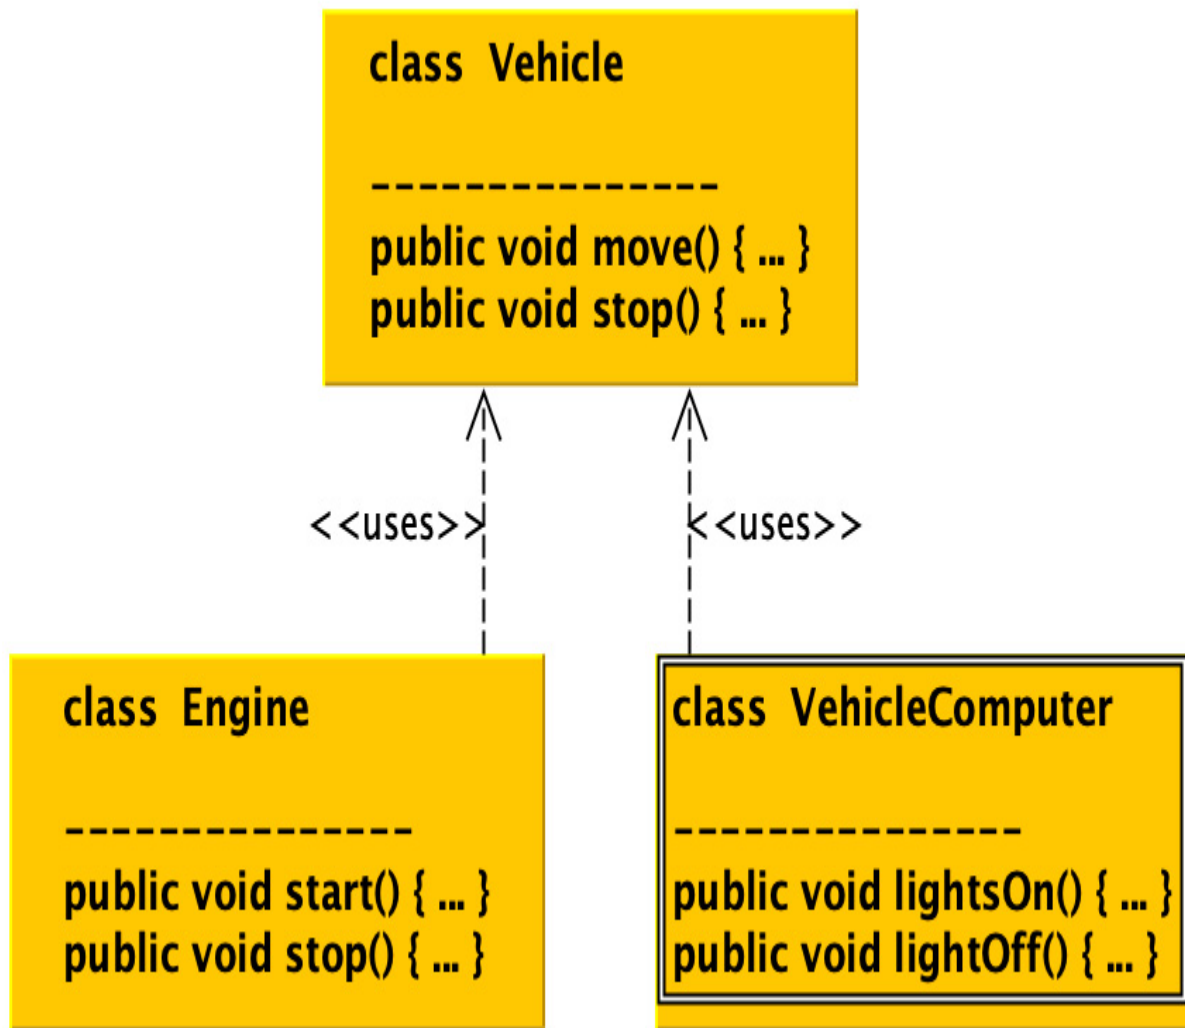 class Vehicle
---------------
public void move() { ... }
public void stop() { ... }
<<uses>>
<<uses>>
class Engine
---------------
public void start() { ... }
public void stop() { ... }
class VehicleComputer
---------------
public void lightsOn() { ... }
public void lightOff() { ... }